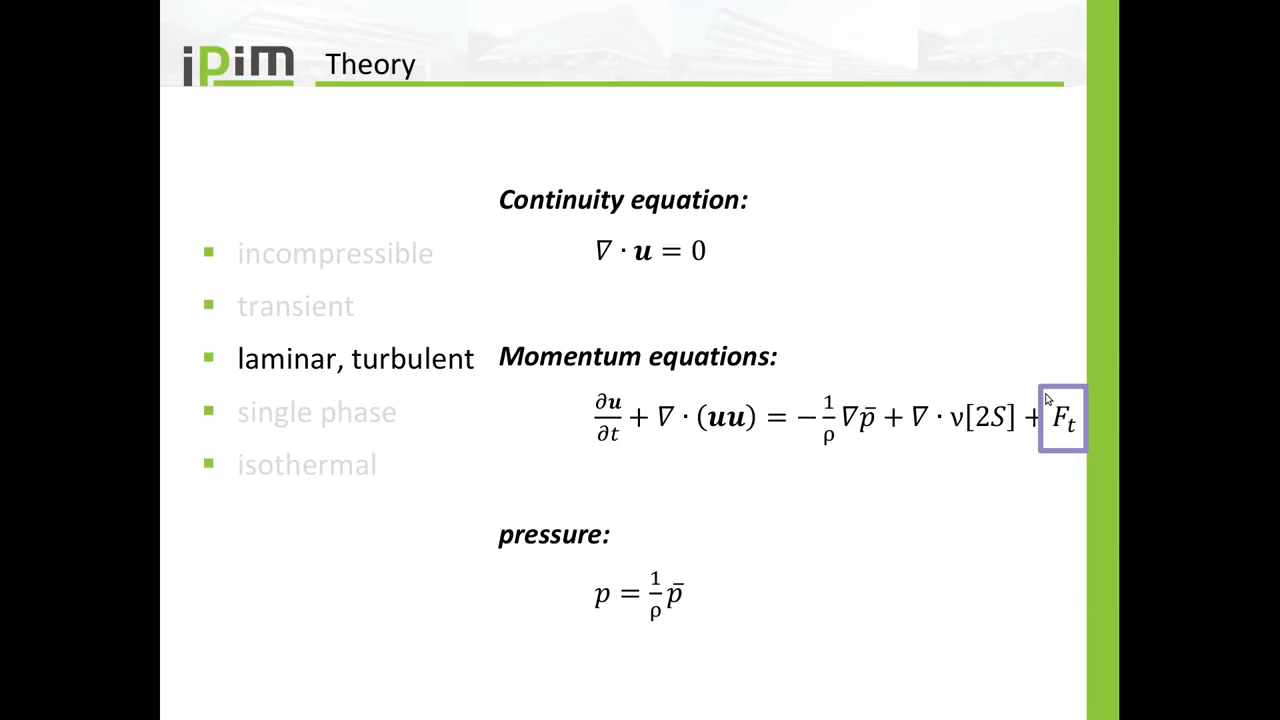 ipim
Theory
Continuity equation:
∇ · u = 0
▪ incompressible
▪ transient
▪ laminar, turbulent
▪ single phase
▪ isothermal
Momentum equations:
∂u/∂t + ∇ · (uu) = −1/ρ ∇p̄ + ∇ · ν[2S] + F_t
pressure:
p = 1/ρ p̄